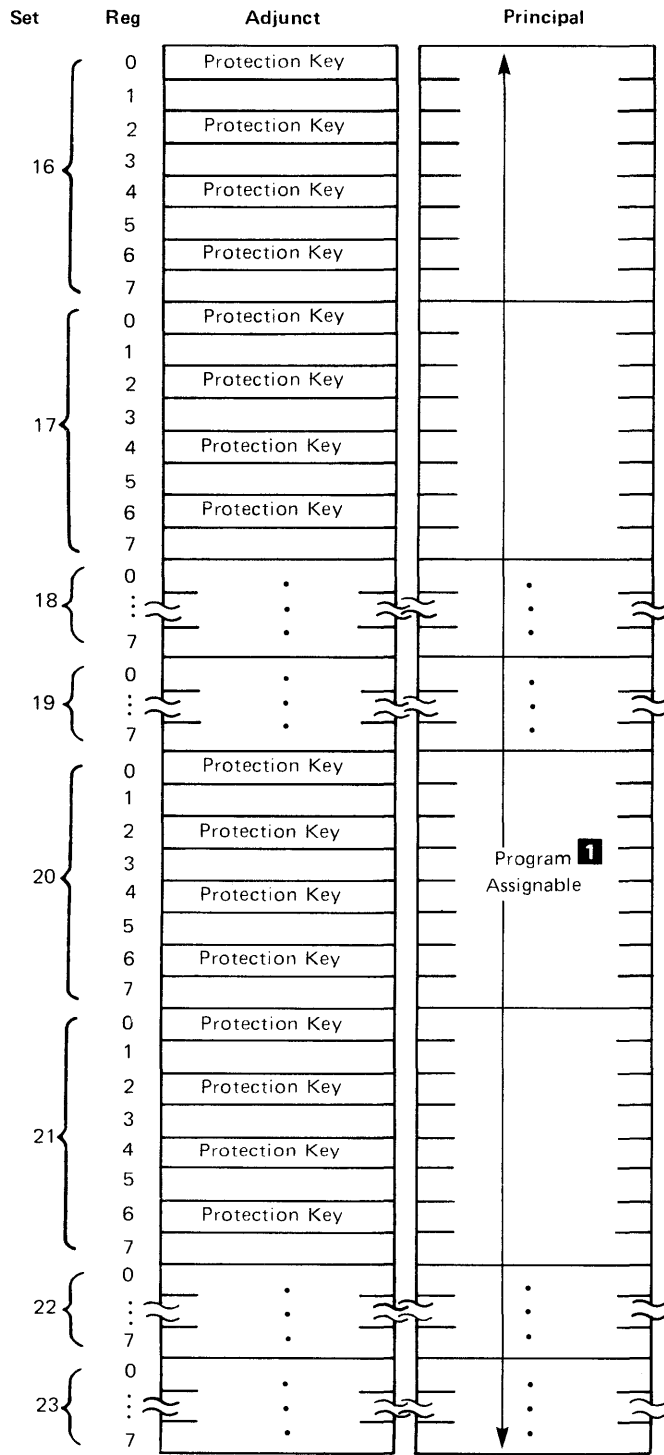 Set Reg Adjunct Principal
0 Protection Key
1
2 Protection Key
3
16
4 Protection Key
5
6 Protection Key
7
0 Protection Key
1
2 Protection Key
3
17
4 Protection Key
5
6 Protection Key
7
0
18
7
0
19
7
0 Protection Key
1
2 Protection Key
3
Program 1
20
4 Protection Key
Assignable
5
6 Protection Key
7
0 Protection Key
1
2 Protection Key
3
21
4 Protection Key
5
6 Protection Key
7
0
22
7
0
23
7